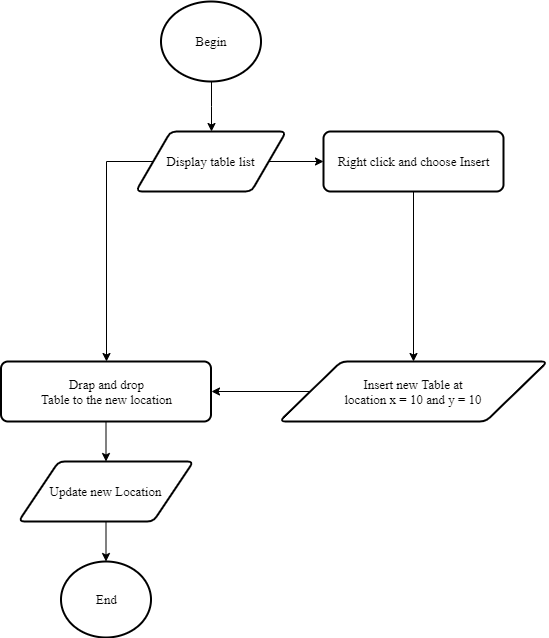 Begin
Display table list
Right click and choose Insert
Drap and drop
Table to the new location
Insert new Table at
location x = 10 and y = 10
Update new Location
End